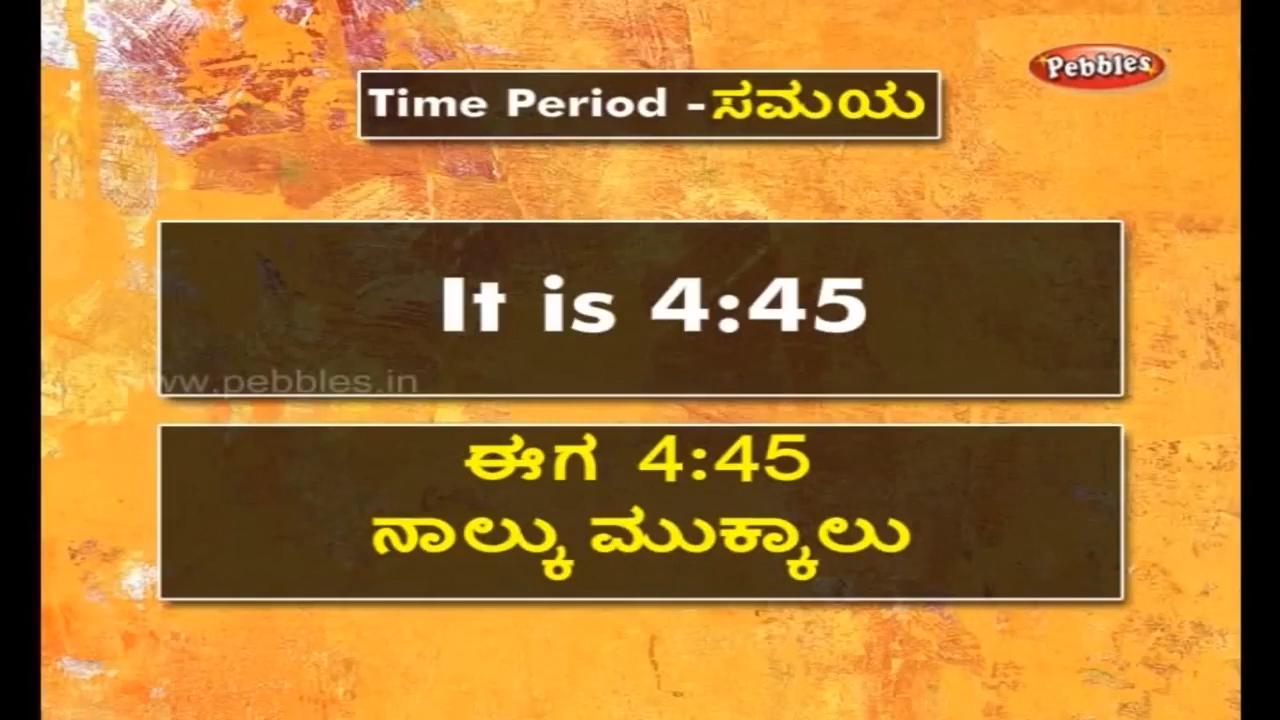 Time Period -ಸಮಯ
Pebbles
It is 4:45
www.pebbles.in
ಈಗ 4:45
ನಾಲ್ಕು ಮುಕ್ಕಾಲು